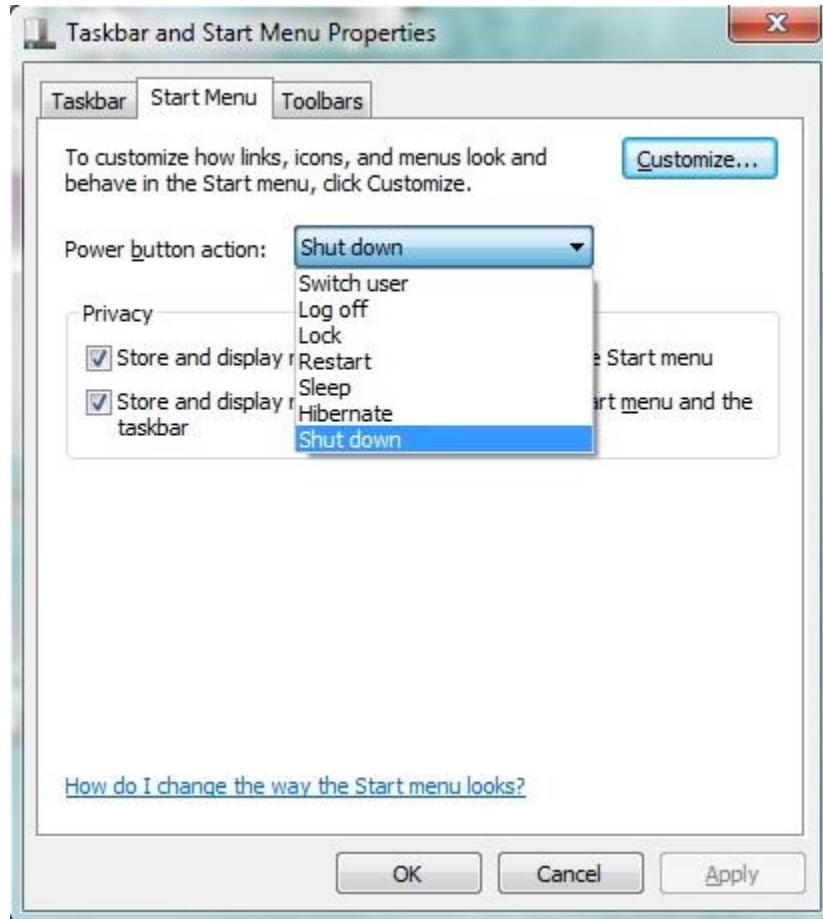 Taskbar and Start Menu Properties
Taskbar Start Menu Toolbars
To customize how links, icons, and menus look and
behave in the Start menu, click Customize.
Customize...
Power button action: Shut down
Switch user
Log off
Lock
Restart
Sleep
Hibernate
Shut down
Privacy
Store and display Start menu
Store and display menu and the
taskbar
How do I change the way the Start menu looks?
OK Cancel Apply